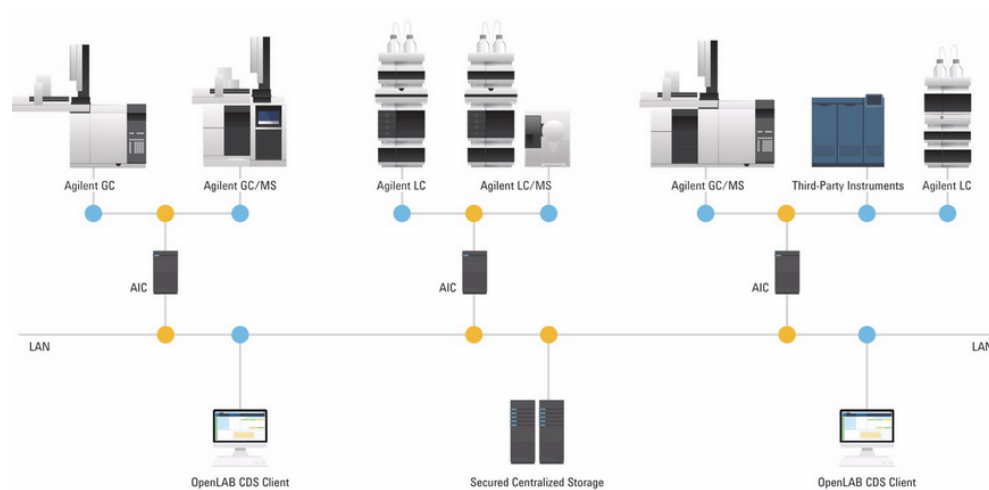 Agilent GC
Agilent GC/MS
Agilent LC
Agilent LC/MS
Agilent GC/MS
Third-Party Instruments
Agilent LC
AIC
AIC
AIC
LAN
LAN
OpenLAB CDS Client
Secured Centralized Storage
OpenLAB CDS Client